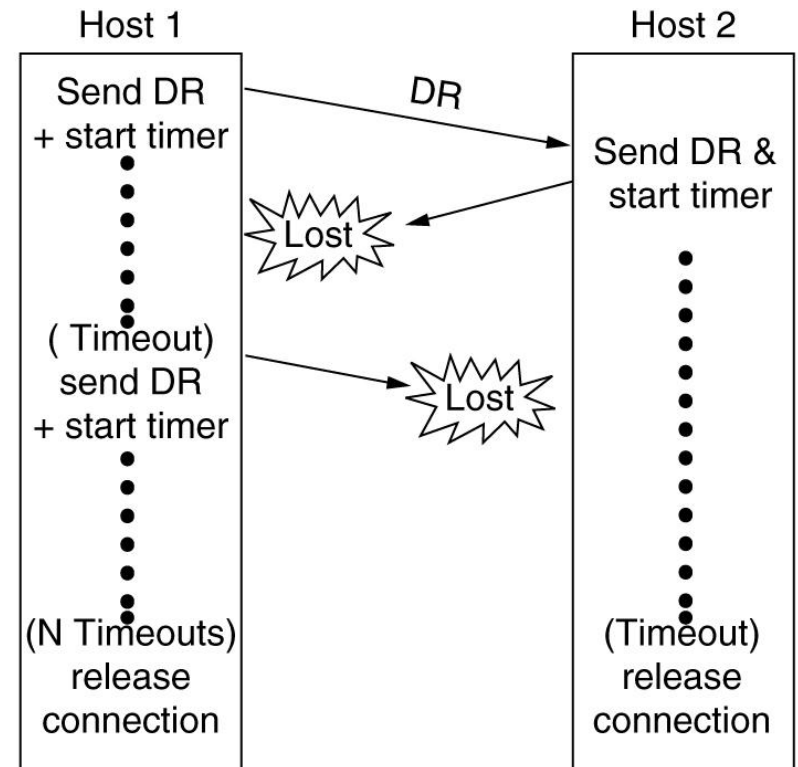 Host 1
Host 2
Send DR
+ start timer
DR
Send DR &
start timer
Lost
( Timeout)
send DR
+ start timer
Lost
(N Timeouts)
release
connection
(Timeout)
release
connection